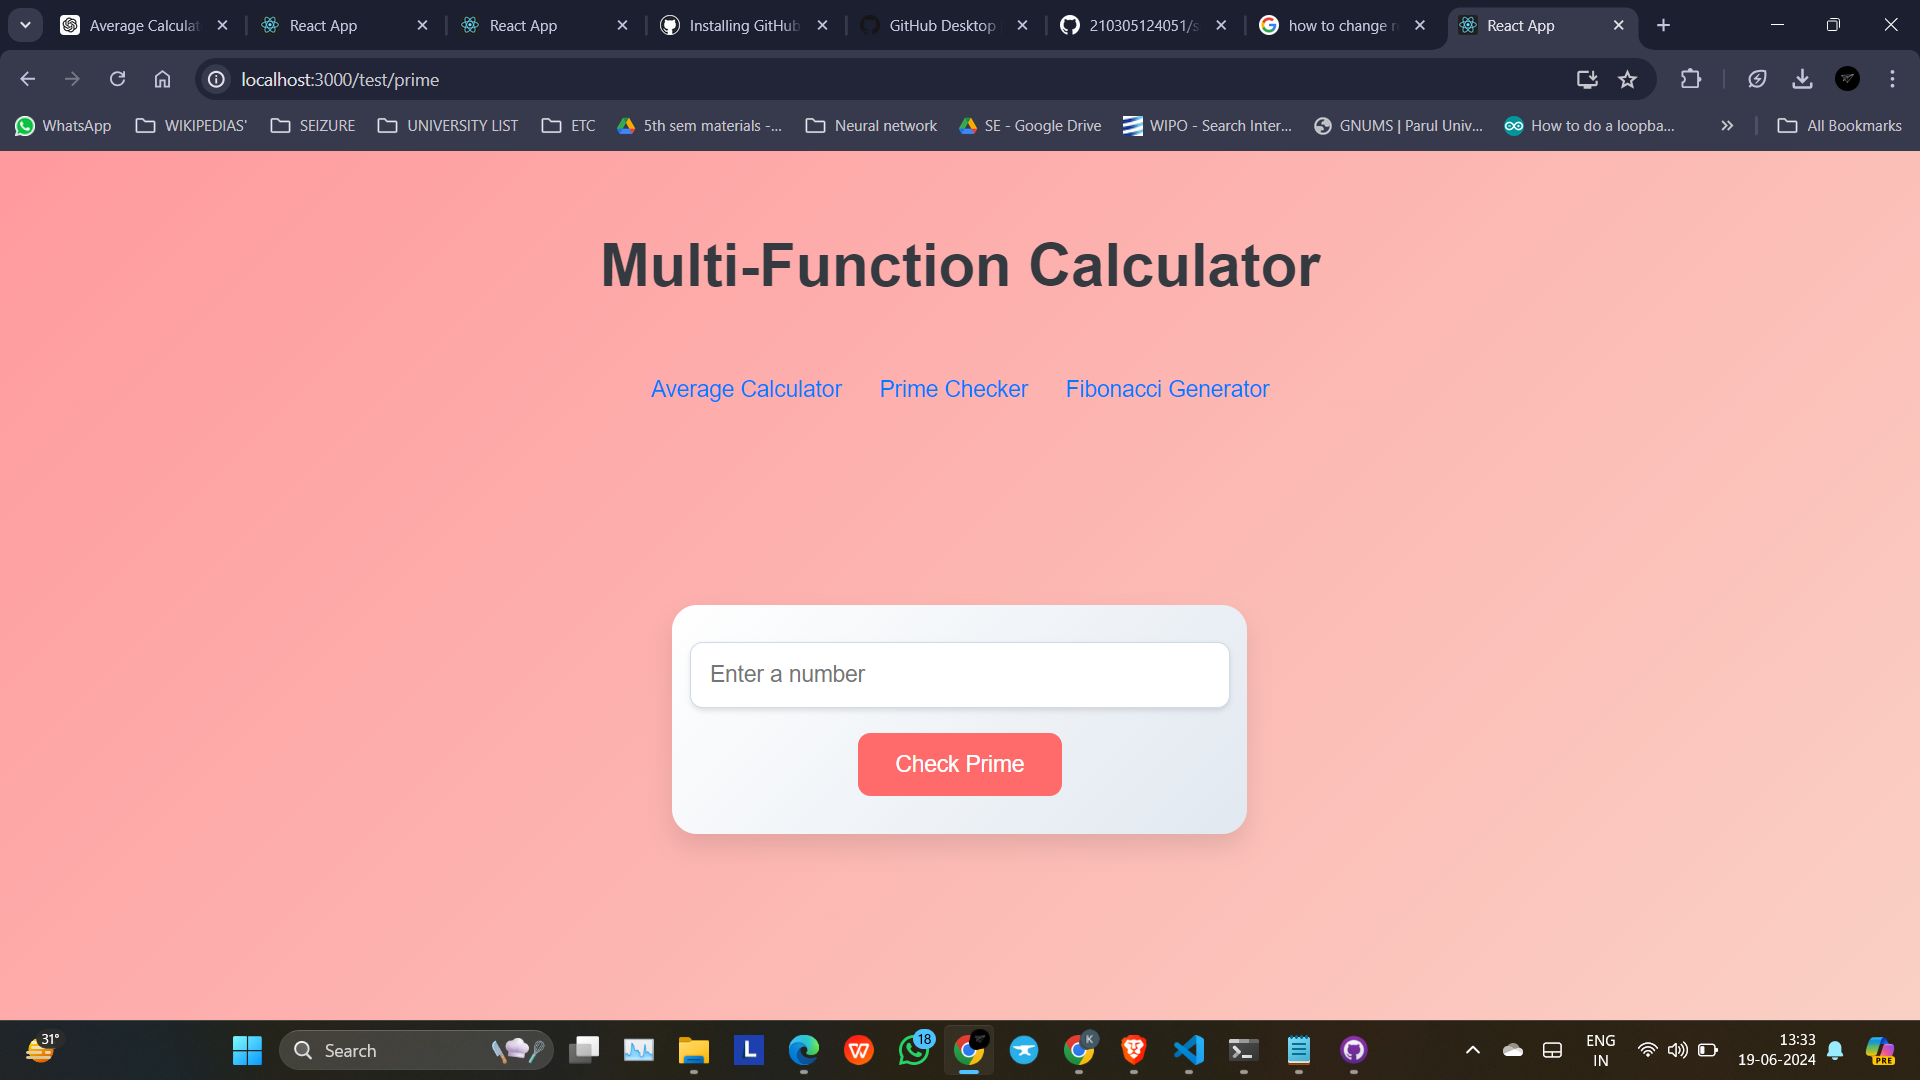 Average Calculat
React App
React App
Installing GitHub
GitHub Desktop
210305124051/s
how to change r
React App
localhost:3000/test/prime
WhatsApp
WIKIPEDIAS'
SEIZURE
UNIVERSITY LIST
ETC
5th sem materials -...
Neural network
SE - Google Drive
WIPO - Search Inter...
GNUMS | Parul Univ...
How to do a loopba...
All Bookmarks
Multi-Function Calculator
Average Calculator
Prime Checker
Fibonacci Generator
Enter a number
Check Prime
31°
Search
L
W
18
K
ENG
IN
13:33
19-06-2024
PRE